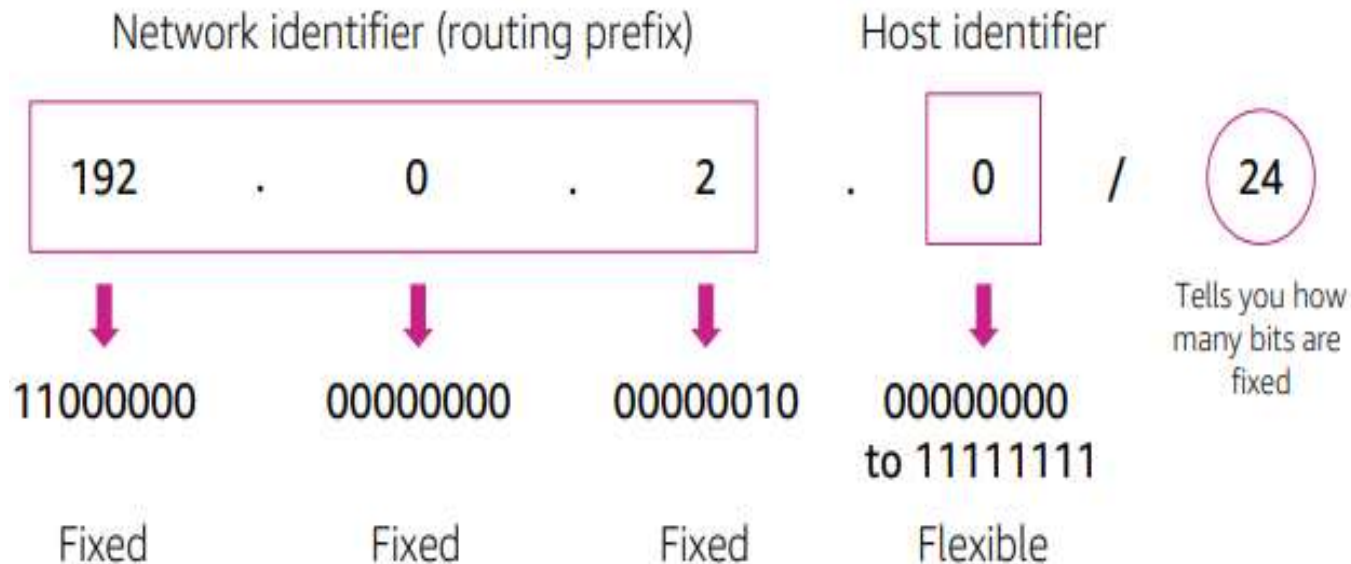 Network identifier (routing prefix) Host identifier
192 . 0 . 2 . 0 / 24
Tells you how
many bits are
fixed
11000000 00000000 00000010 00000000
to 11111111
Fixed Fixed Fixed Flexible